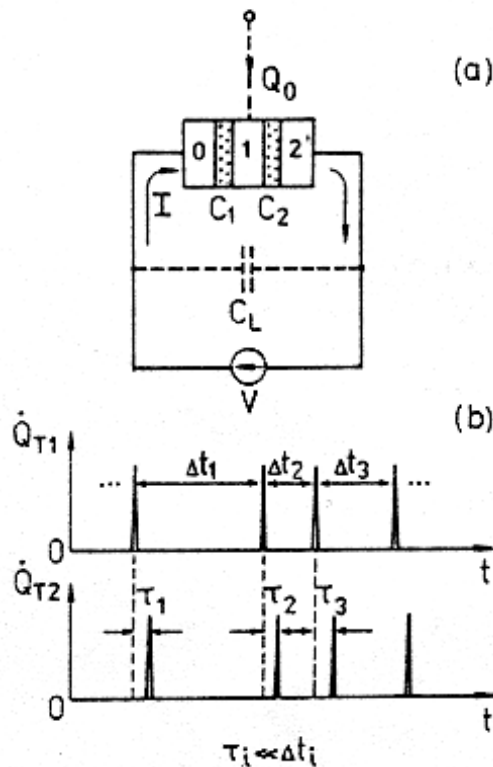 (a)
Q₀
0 1 2
I C₁ C₂
C_L
V
(b)
Q̇_T1
... Δt₁ Δt₂ Δt₃ ...
0 t
Q̇_T2
τ₁ τ₂ τ₃
0 t
τᵢ≪Δtᵢ